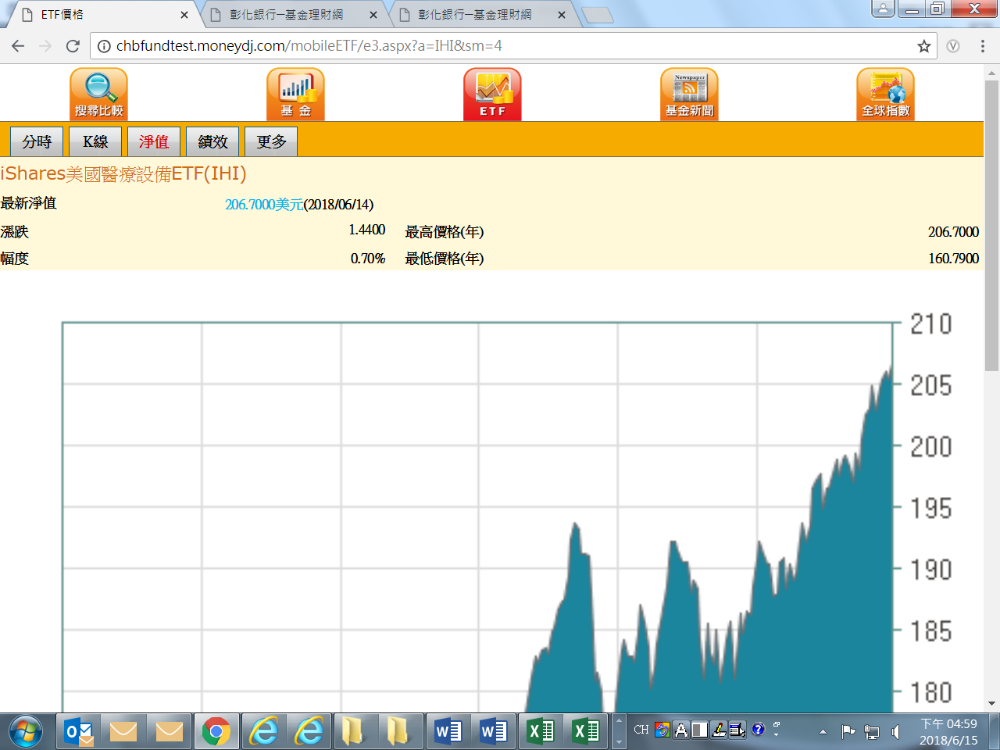 ETF價格
彰化銀行─基金理財網
彰化銀行─基金理財網
chbfundtest.moneydj.com/mobileETF/e3.aspx?a=IHI&sm=4
V
搜尋比較
基 金
ETF
Newspaper
基金新聞
全球指數
分時
K線
淨值
績效
更多
iShares美國醫療設備ETF(IHI)
最新淨值 206.7000美元(2018/06/14)
漲跌 1.4400 最高價格(年) 206.7000
幅度 0.70% 最低價格(年) 160.7900
210
205
200
195
190
185
180
CH
A
下午 04:59
2018/6/15